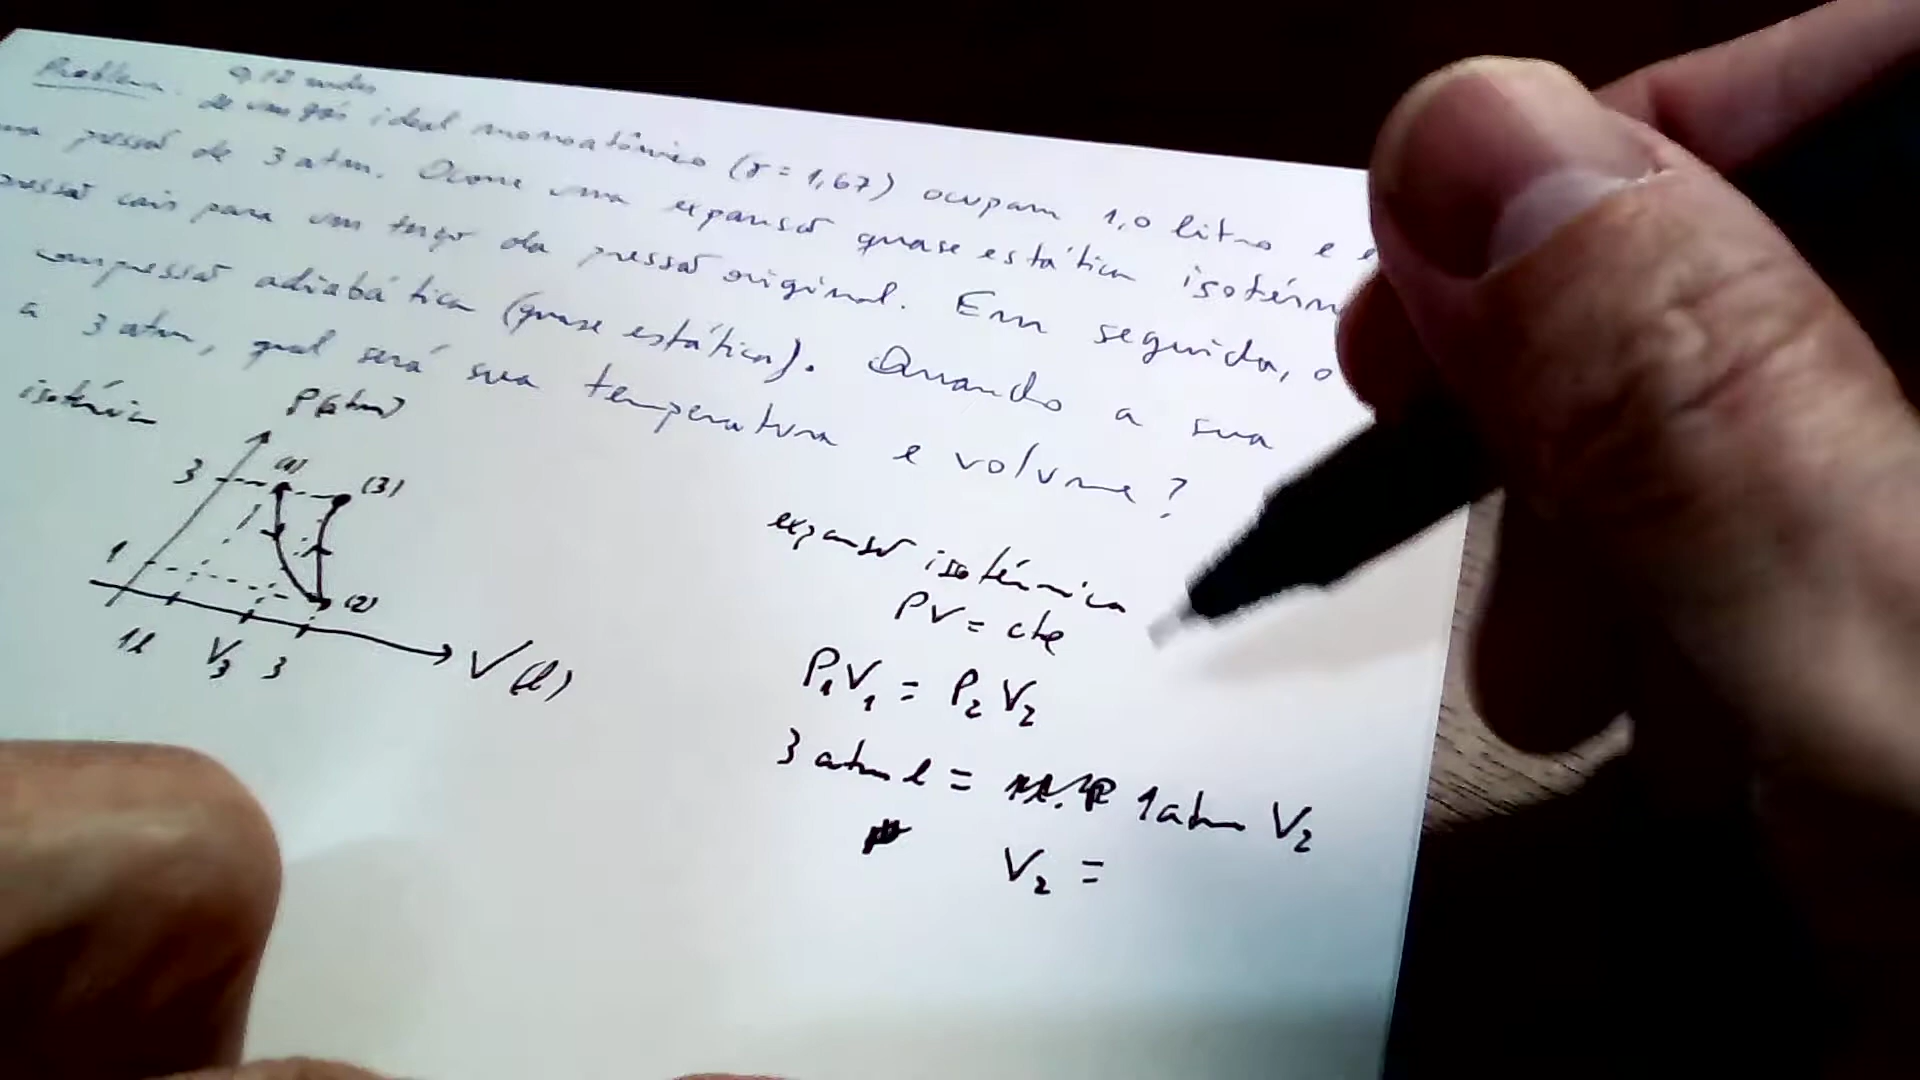 Problema. 0,12 moles
de um gás ideal monoatômico (γ = 1,67) ocupam 1,0 litro e
uma pressão de 3 atm. Ocorre uma expansão quase estática isotérm
pressão cais para um terço da pressão original. Em seguida, o
compressão adiabática (quase estática). Quando a sua
a 3 atm, qual será sua temperatura e volume?
isotérmica
P(atm)
3
(1)
(3)
1
(2)
1l
V₃
3
V(l)
expansão isotérmica
PV = cte
P₁V₁ = P₂V₂
3 atm l = 1 atm V₂
V₂ =